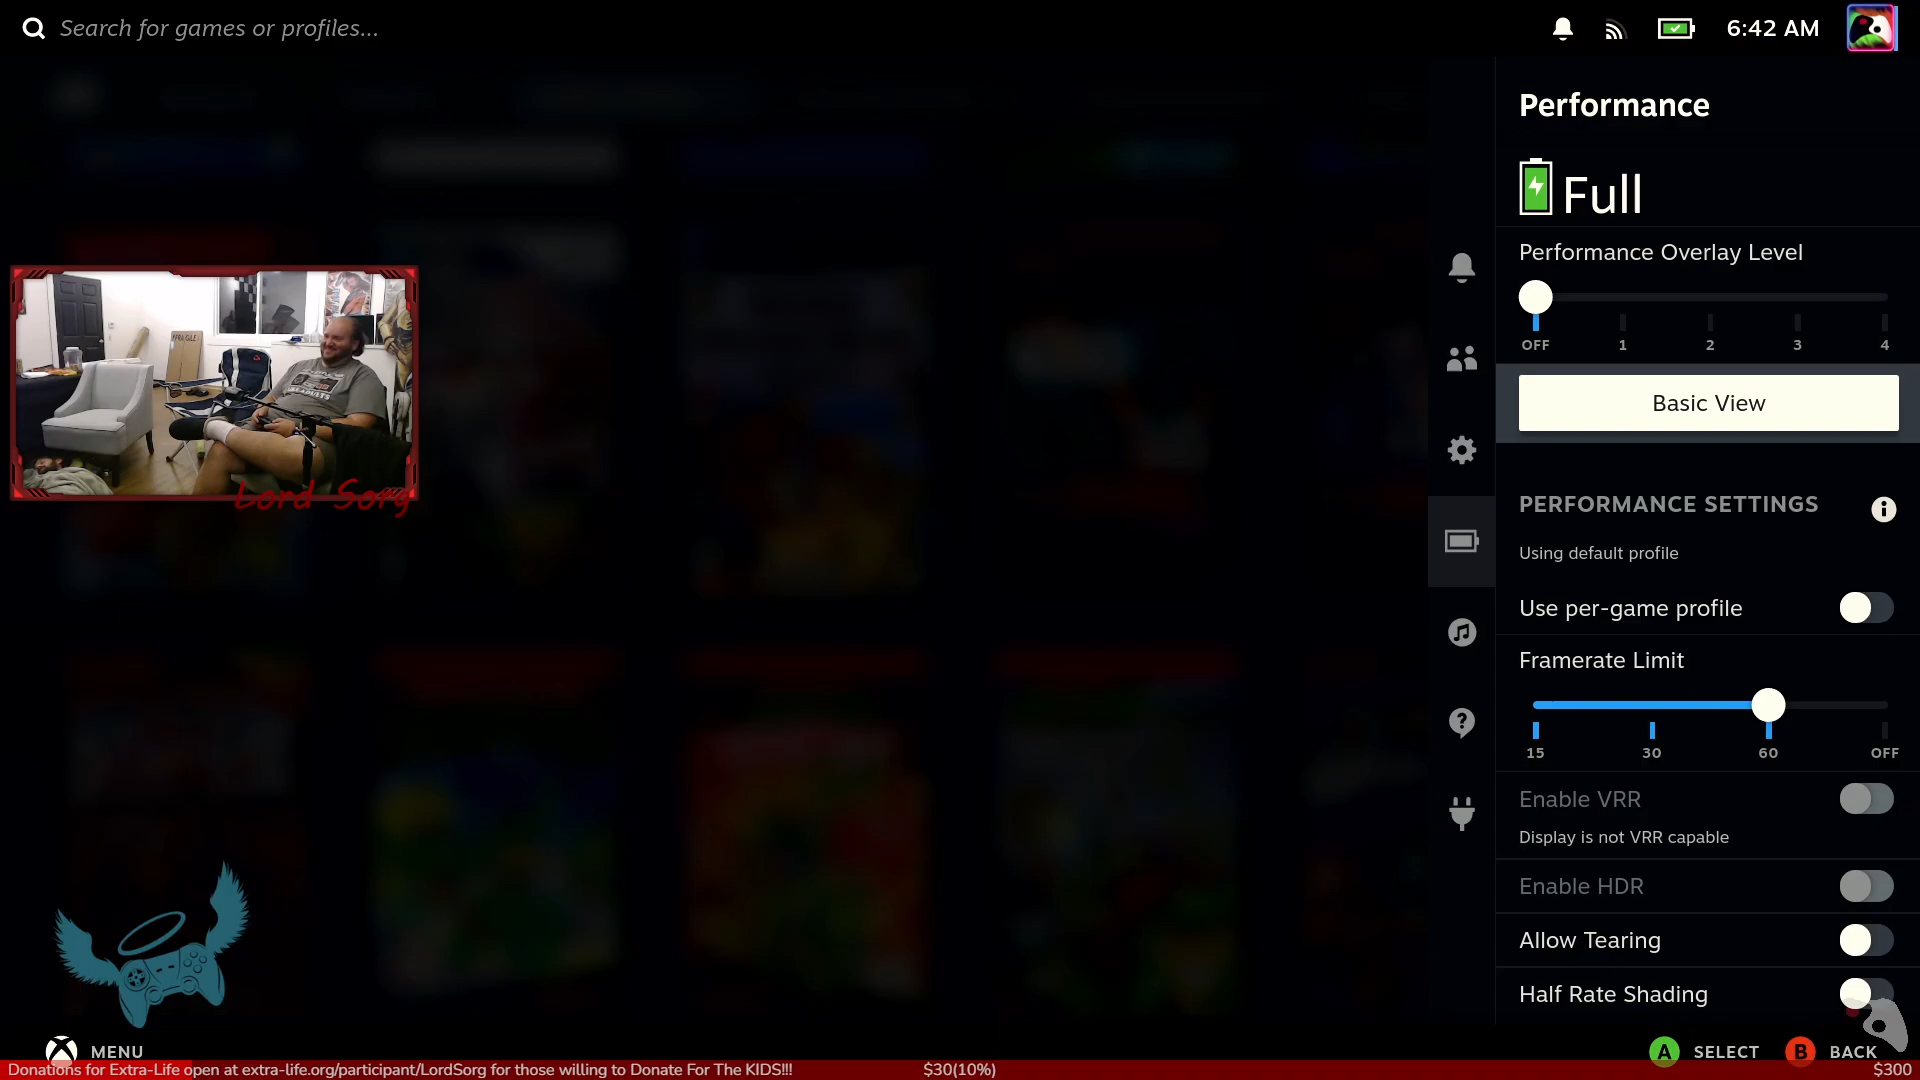 Search for games or profiles...
6:42 AM
Performance
Full
Performance Overlay Level
OFF 1 2 3 4
Basic View
PERFORMANCE SETTINGS
Using default profile
Use per-game profile
Framerate Limit
15 30 60 OFF
Enable VRR
Display is not VRR capable
Enable HDR
Allow Tearing
Half Rate Shading
Lord Sorg
MENU
A SELECT B BACK
Donations for Extra-Life open at extra-life.org/participant/LordSorg for those willing to Donate For The KIDS!!! $30(10%) $300